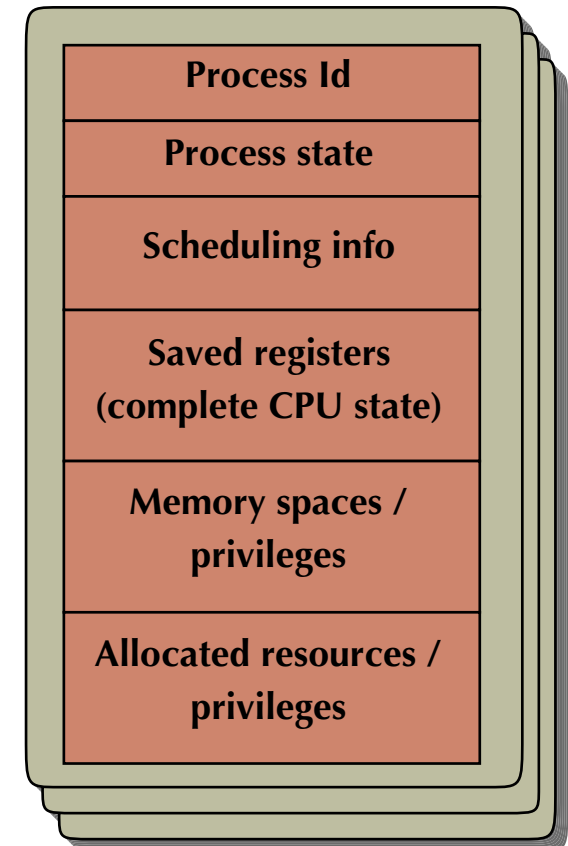 Process Id
Process state
Scheduling info
Saved registers
(complete CPU state)
Memory spaces /
privileges
Allocated resources /
privileges